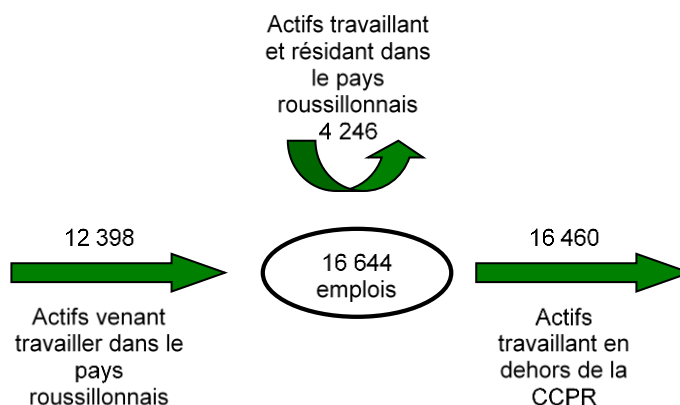 Actifs travaillant
et résidant dans
le pays
roussillonnais
4 246
12 398
Actifs venant
travailler dans le
pays
roussillonnais
16 644
emplois
16 460
Actifs
travaillant en
dehors de la
CCPR